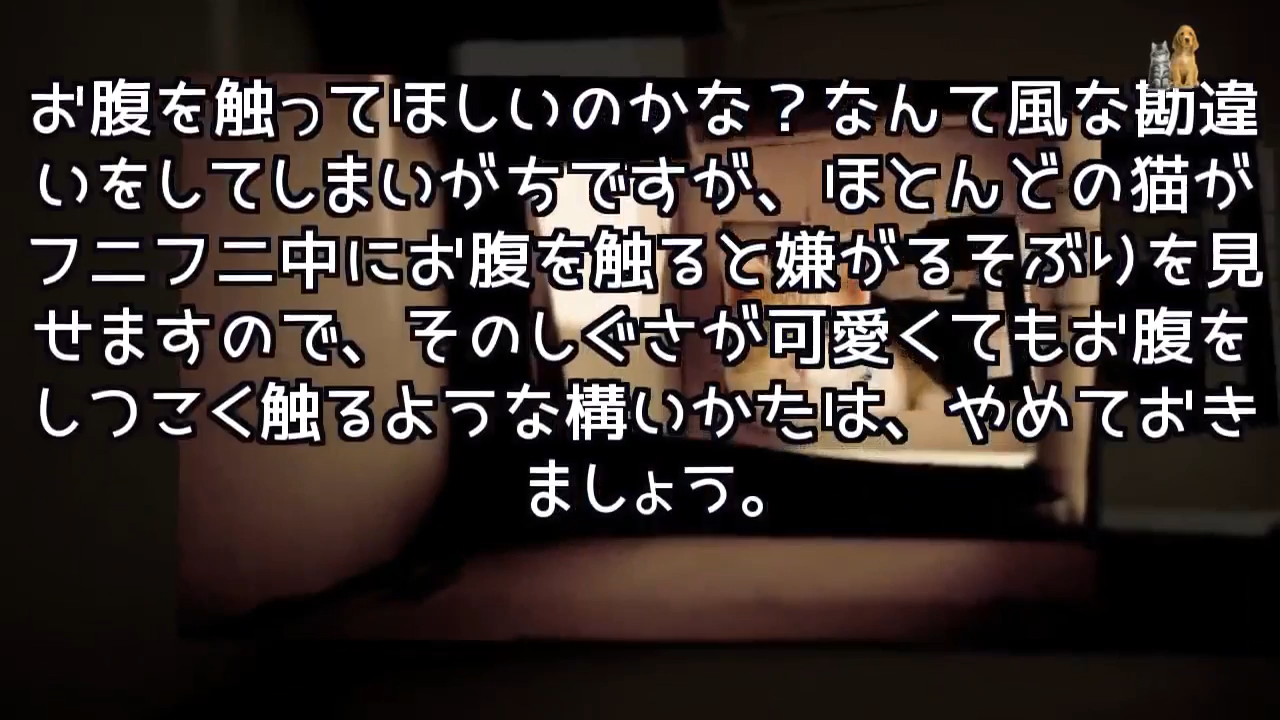 お腹を触ってほしいのかな？なんて風な勘違
いをしてしまいがちですが、ほとんどの猫が
フニフニ中にお腹を触ると嫌がるそぶりを見
せますので、そのしぐさが可愛くてもお腹を
しつこく触るような構いかたは、やめておき
ましょう。